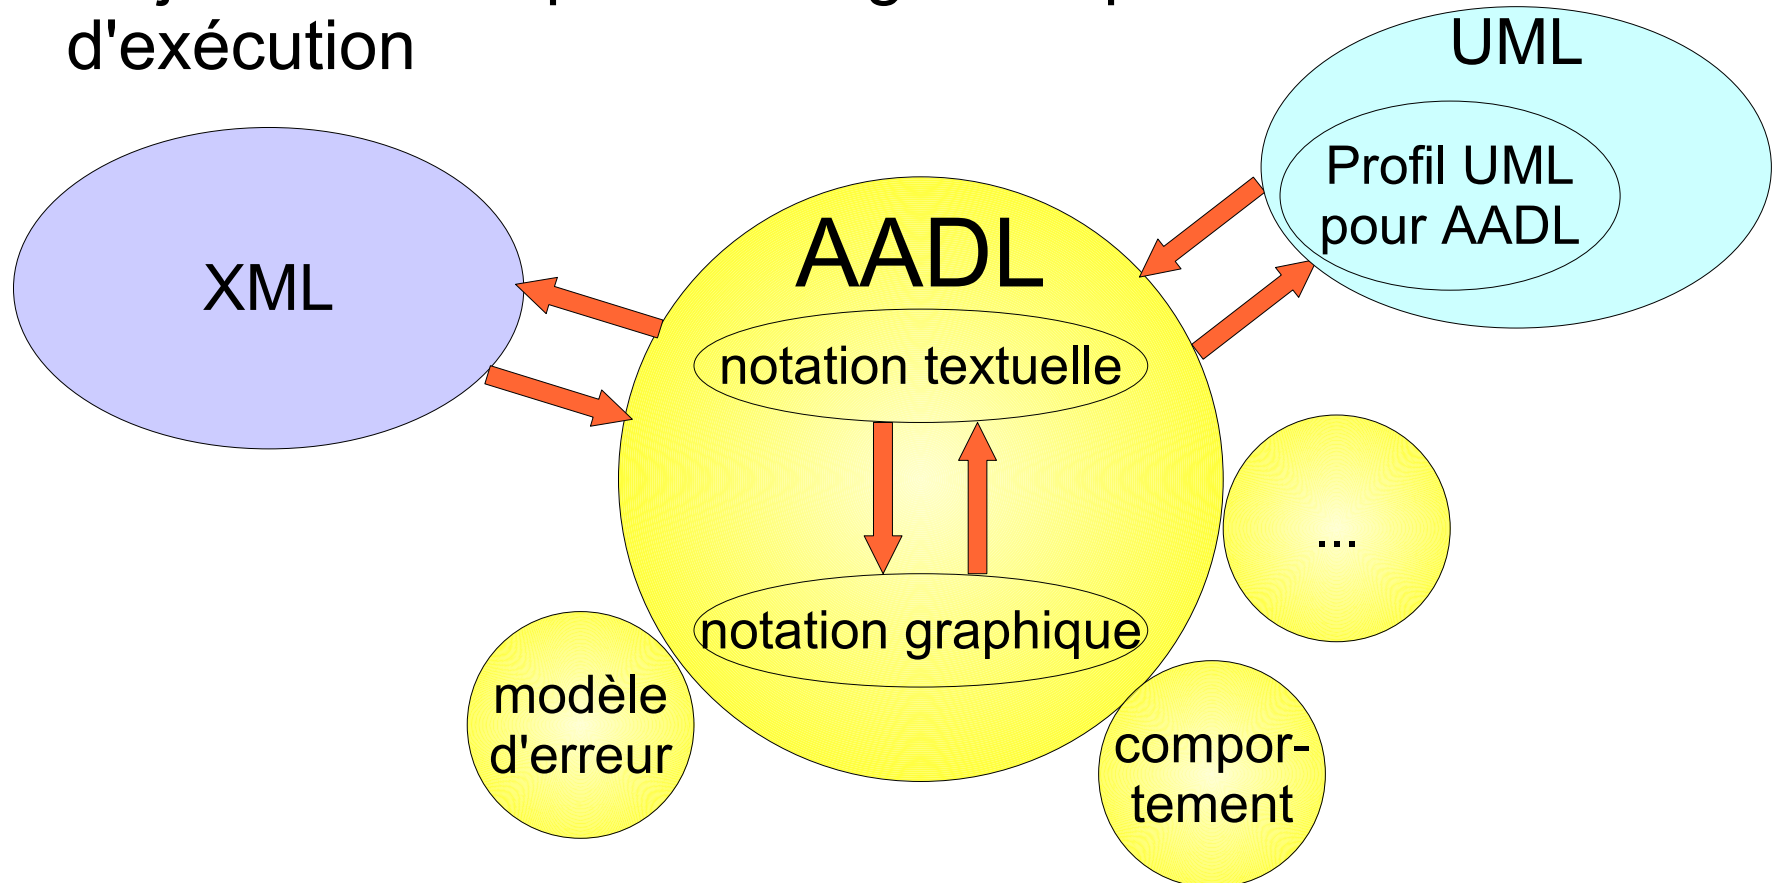 d'exécution
UML
Profil UML
pour AADL
AADL
XML
notation textuelle
...
notation graphique
modèle
d'erreur
compor-
tement